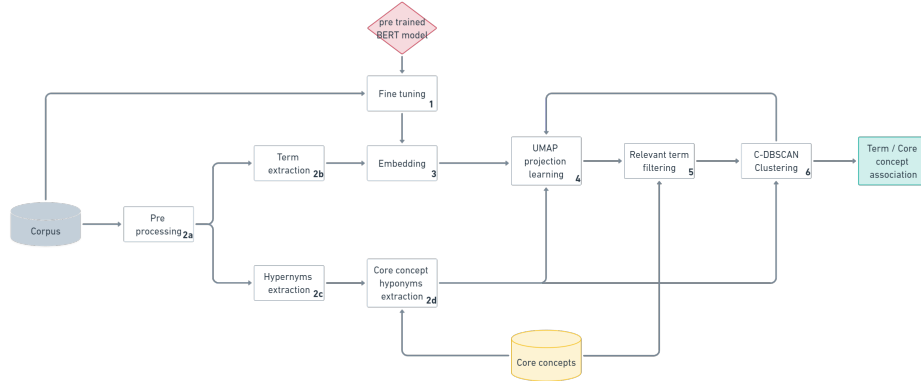 pre trained
BERT model
Fine tuning
1
Term
extraction
2b
Embedding
3
UMAP
projection
learning
4
Relevant term
filtering
5
C-DBSCAN
Clustering
6
Term / Core
concept
association
Corpus
Pre
processing
2a
Hypernyms
extraction
2c
Core concept
hyponyms
extraction
2d
Core concepts